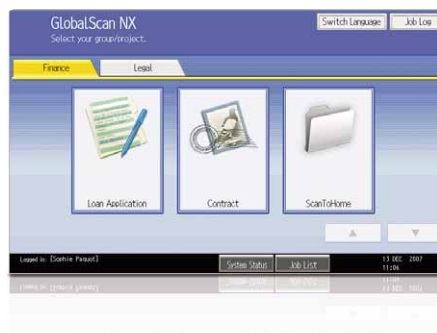 GlobalScan NX
Select your group/project.
Switch Language
Job Log
Finance
Legal
Loan Application
Contract
ScanToHome
Logged in: [Sophie Paquot]
System Status
Job List
13 DEC 2007
11:06